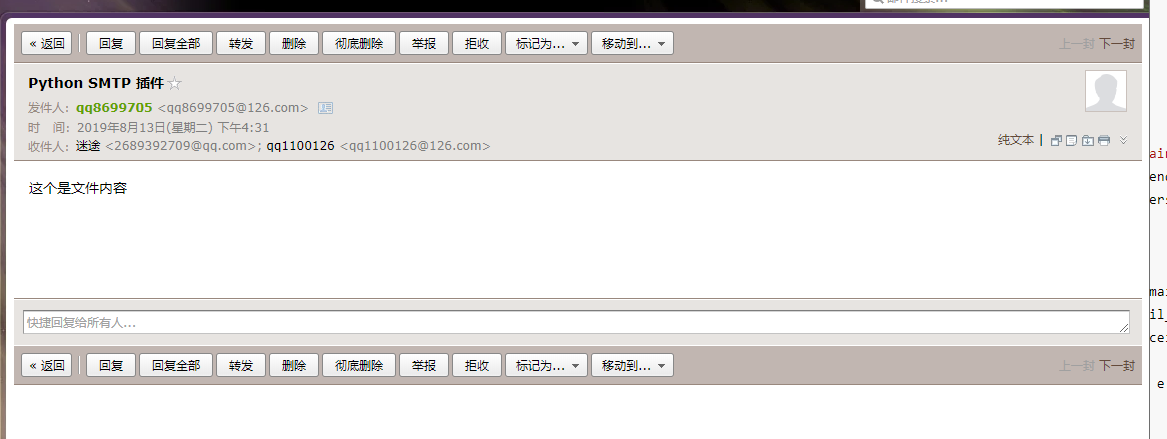 邮件搜索...
« 返回 回复 回复全部 转发 删除 彻底删除 举报 拒收 标记为... 移动到... 上一封 下一封
Python SMTP 插件
发件人：qq8699705 <qq8699705@126.com>
时 间：2019年8月13日(星期二) 下午4:31
收件人：迷途 <2689392709@qq.com>; qq1100126 <qq1100126@126.com>
纯文本 |
这个是文件内容
快捷回复给所有人...
« 返回 回复 回复全部 转发 删除 彻底删除 举报 拒收 标记为... 移动到... 上一封 下一封